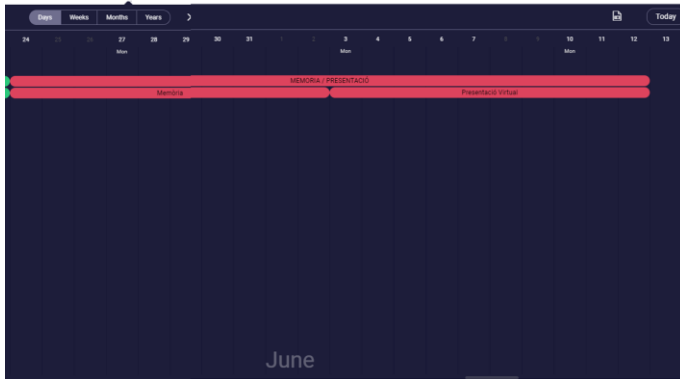 Days Weeks Months Years Today
24 25 26 27 28 29 30 31 1 2 3 4 5 6 7 8 9 10 11 12 13
Mon Mon Mon
MEMORIA / PRESENTACIÓ
Memòria Presentació Virtual
June